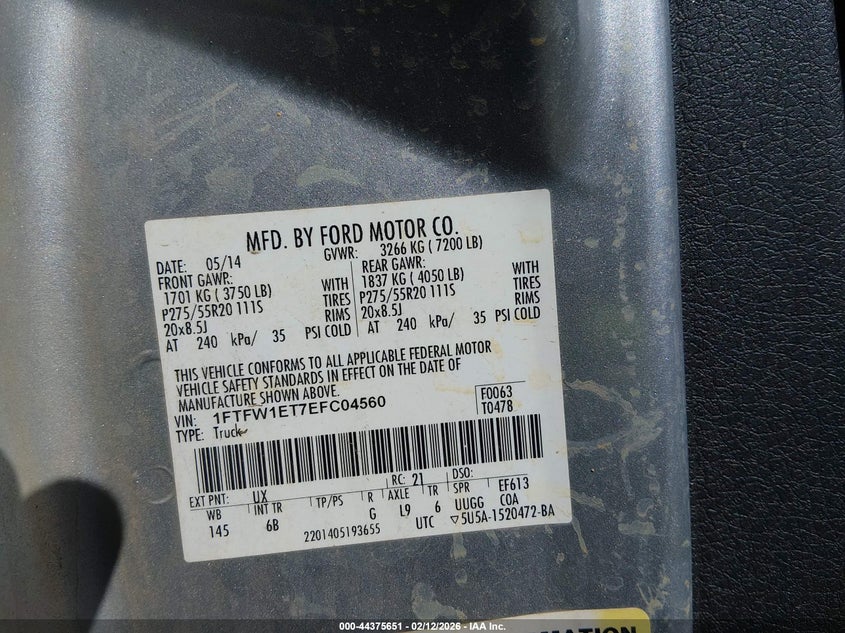 MFD. BY FORD MOTOR CO.
DATE: 05/14 GVWR: 3266 KG ( 7200 LB)
FRONT GAWR: REAR GAWR:
1701 KG ( 3750 LB) WITH 1837 KG ( 4050 LB) WITH
P275/55R20 111S TIRES P275/55R20 111S TIRES
20x8.5J RIMS 20x8.5J RIMS
AT 240 kPa/ 35 PSI COLD AT 240 kPa/ 35 PSI COLD
THIS VEHICLE CONFORMS TO ALL APPLICABLE FEDERAL MOTOR
VEHICLE SAFETY STANDARDS IN EFFECT ON THE DATE OF
MANUFACTURE SHOWN ABOVE.
VIN: 1FTFW1ET7EFC04560 F0063
TYPE: Truck T0478
EXT PNT: UX RC: 21 DSO:
WB INT TR TP/PS R AXLE TR SPR EF613
145 6B G L9 6 UUGG COA
2201405193655 UTC ▽5U5A-1520472-BA
MATION
000-44375651 - 02/12/2026 - IAA Inc.